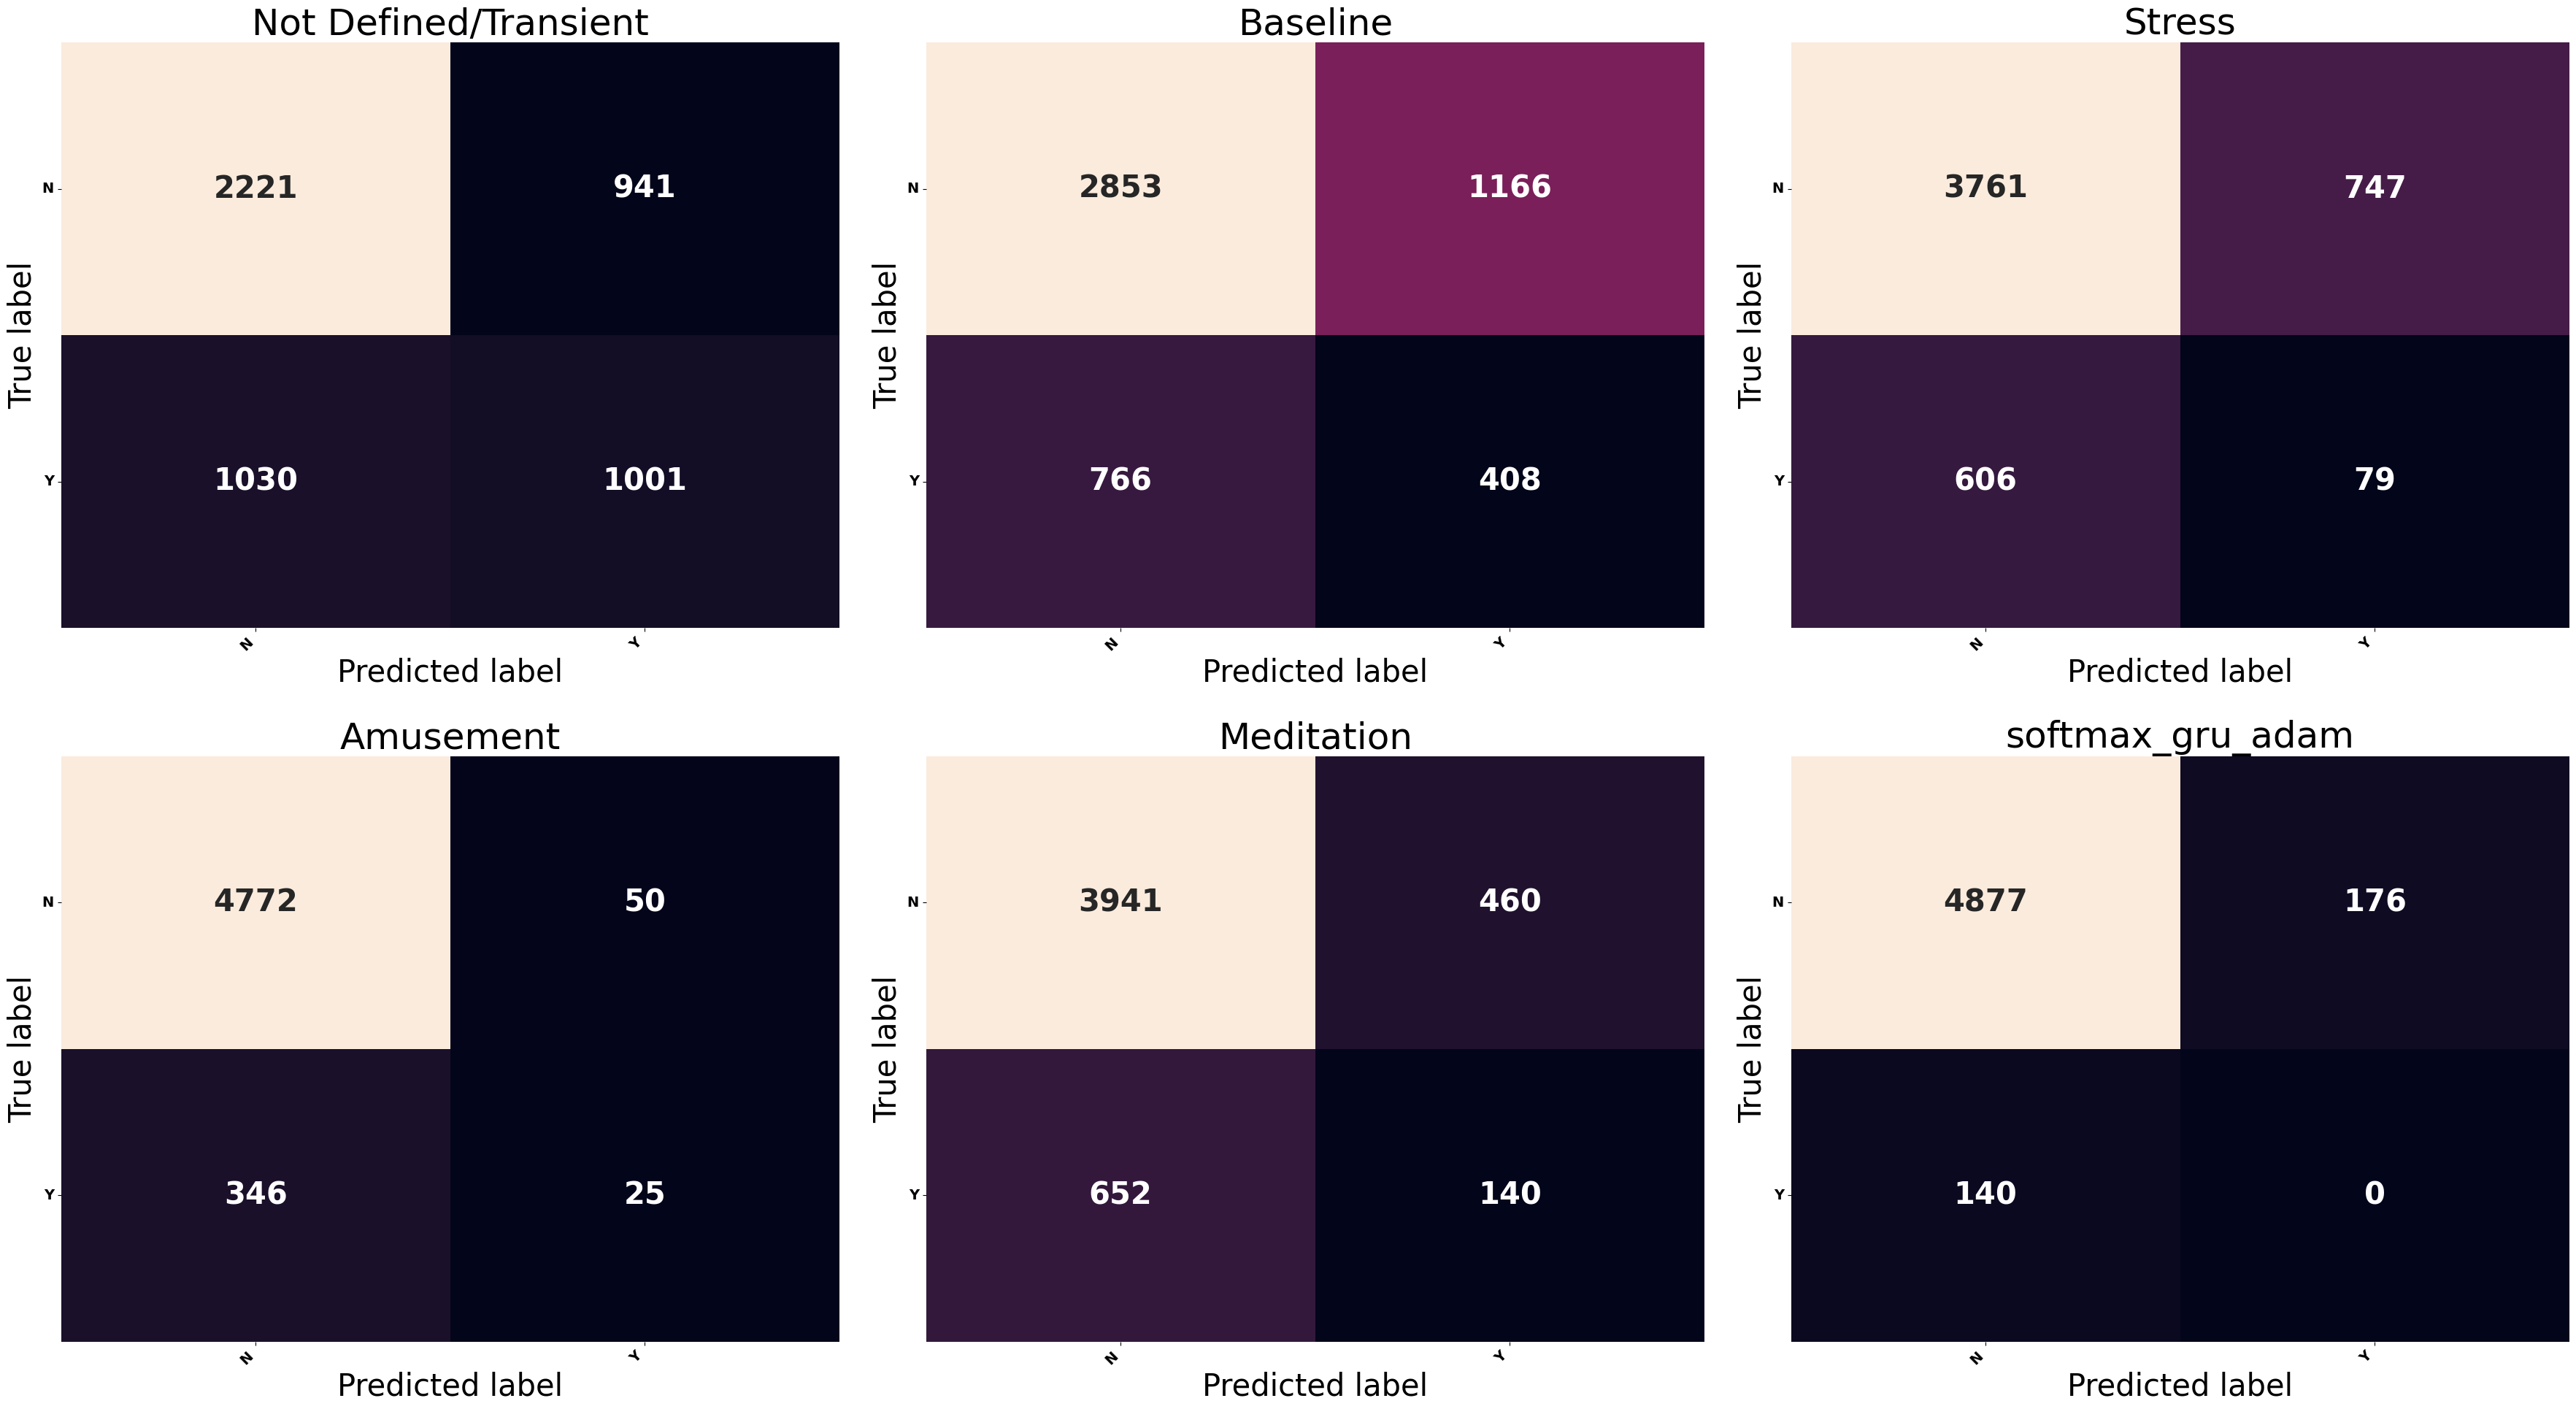 Not Defined/Transient
True label
N
2221
941
Y
1030
1001
N
Y
Predicted label
Baseline
True label
N
2853
1166
Y
766
408
N
Y
Predicted label
Stress
True label
N
3761
747
Y
606
79
N
Y
Predicted label
Amusement
True label
N
4772
50
Y
346
25
N
Y
Predicted label
Meditation
True label
N
3941
460
Y
652
140
N
Y
Predicted label
softmax_gru_adam
True label
N
4877
176
Y
140
0
N
Y
Predicted label